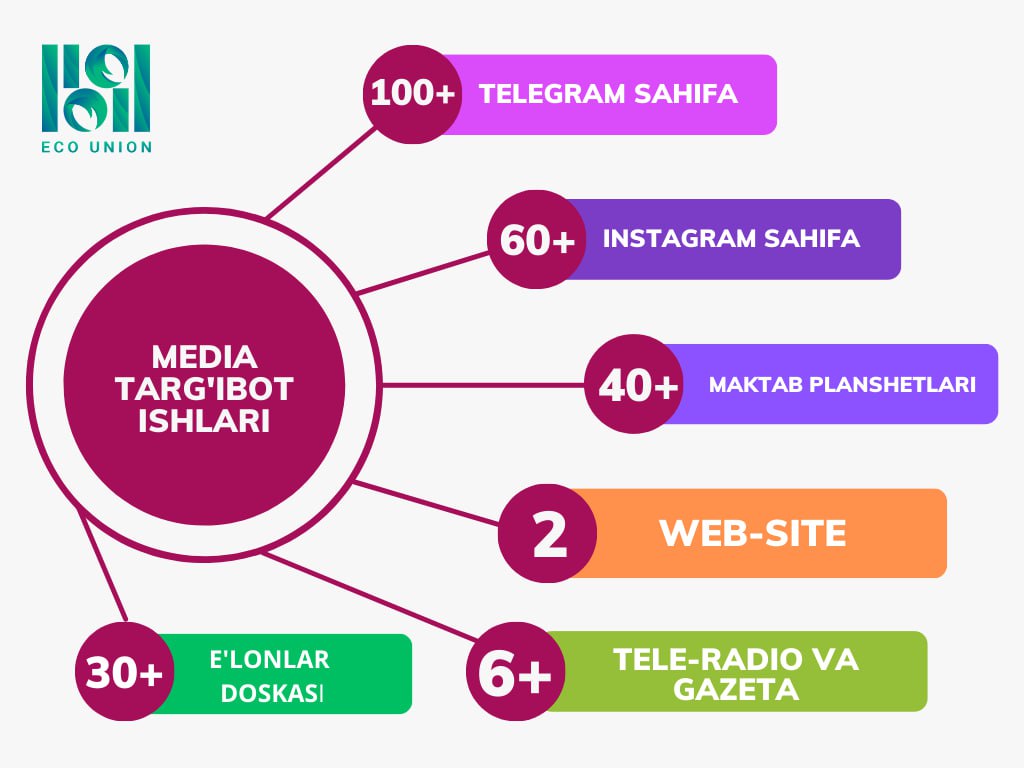 ECO UNION
100+ TELEGRAM SAHIFA
60+ INSTAGRAM SAHIFA
MEDIA
TARG'IBOT
ISHLARI
40+ MAKTAB PLANSHETLARI
2 WEB-SITE
30+
E'LONLAR
DOSKASI
6+
TELE-RADIO VA
GAZETA